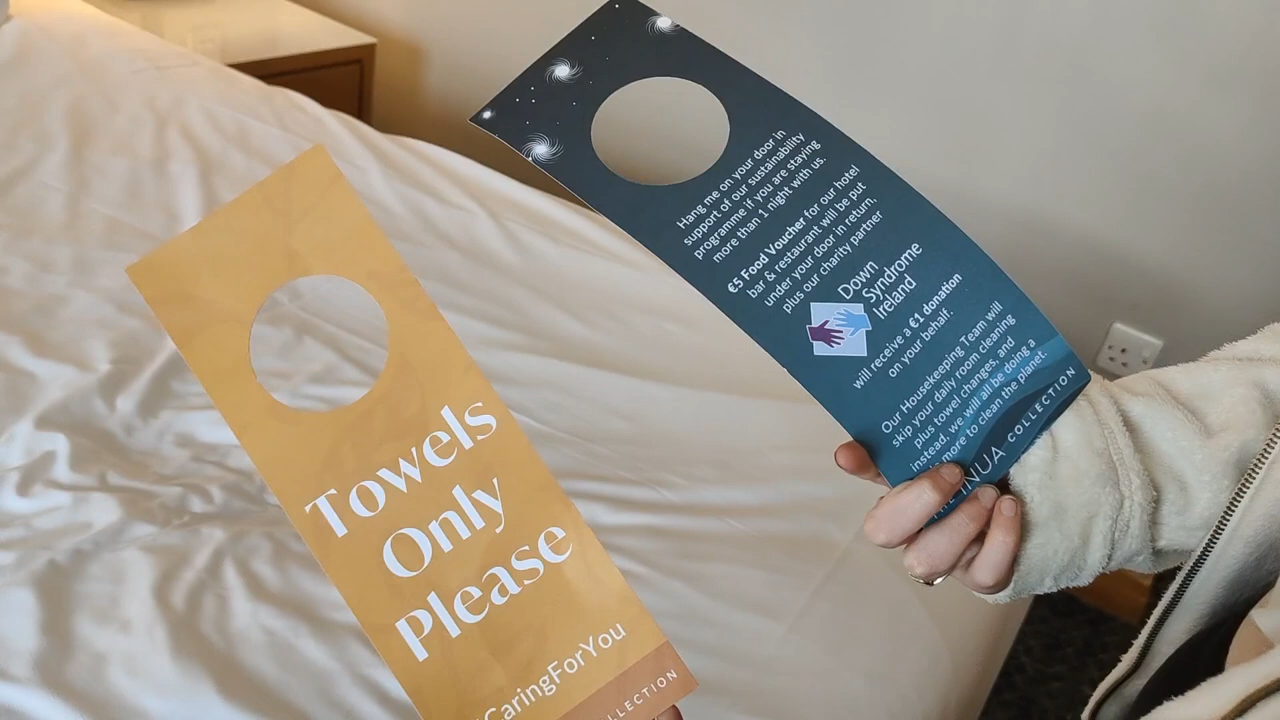 Towels
Only
Please
CaringForYou
COLLECTION
Hang me on your door in
support of our sustainability
programme if you are staying
more than 1 night with us.
€5 Food Voucher for our hotel
bar & restaurant will be put
under your door in return,
plus our charity partner
Down
Syndrome
Ireland
will receive a €1 donation
on your behalf.
Our Housekeeping Team will
skip your daily room cleaning
plus towel changes, and
instead, we will all be doing a
more to clean the planet.
THE INUA COLLECTION